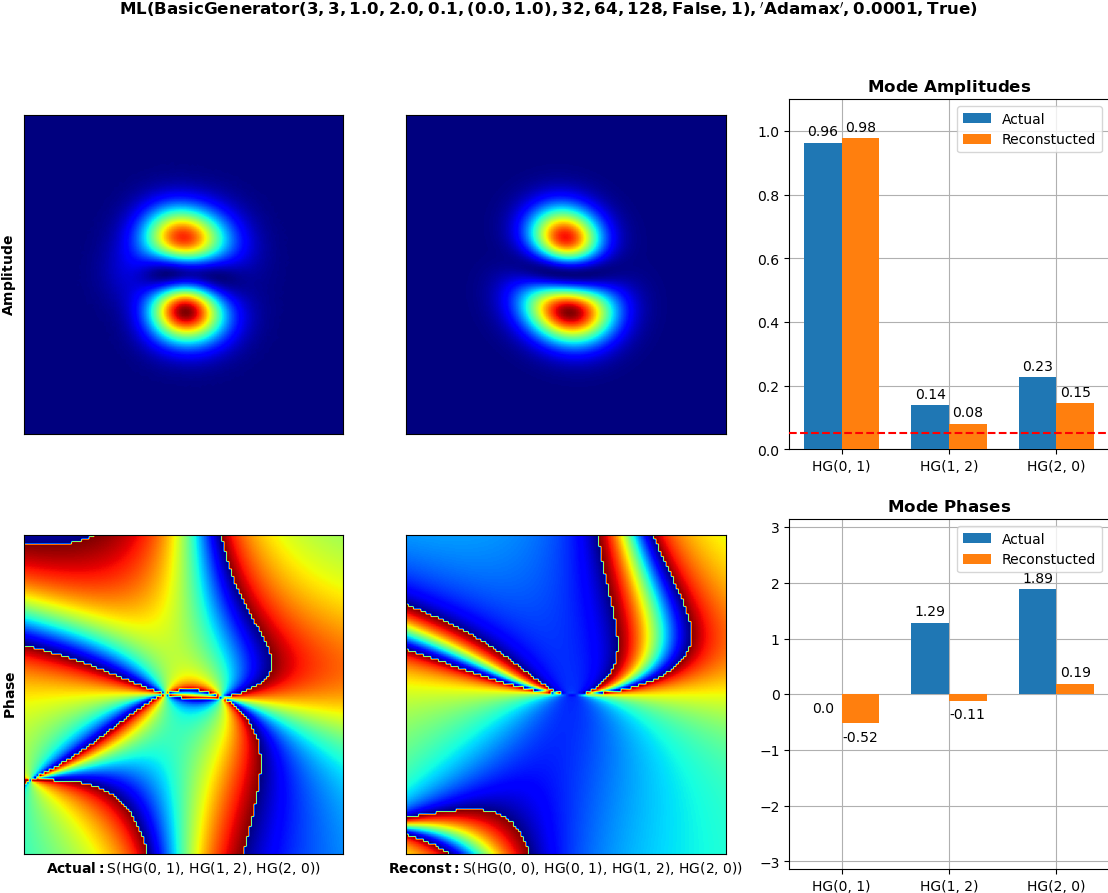 ML(BasicGenerator(3, 3, 1.0, 2.0, 0.1, (0.0, 1.0), 32, 64, 128, False, 1), ′Adamax′, 0.0001, True)
Amplitude
Mode Amplitudes
Actual
Reconstucted
1.0
0.8
0.6
0.4
0.2
0.0
0.96
0.98
0.14
0.08
0.23
0.15
HG(0, 1)
HG(1, 2)
HG(2, 0)
Phase
Actual: S(HG(0, 1), HG(1, 2), HG(2, 0))
Reconst: S(HG(0, 0), HG(0, 1), HG(1, 2), HG(2, 0))
Mode Phases
Actual
Reconstucted
3
2
1
0
−1
−2
−3
0.0
-0.52
1.29
-0.11
1.89
0.19
HG(0, 1)
HG(1, 2)
HG(2, 0)